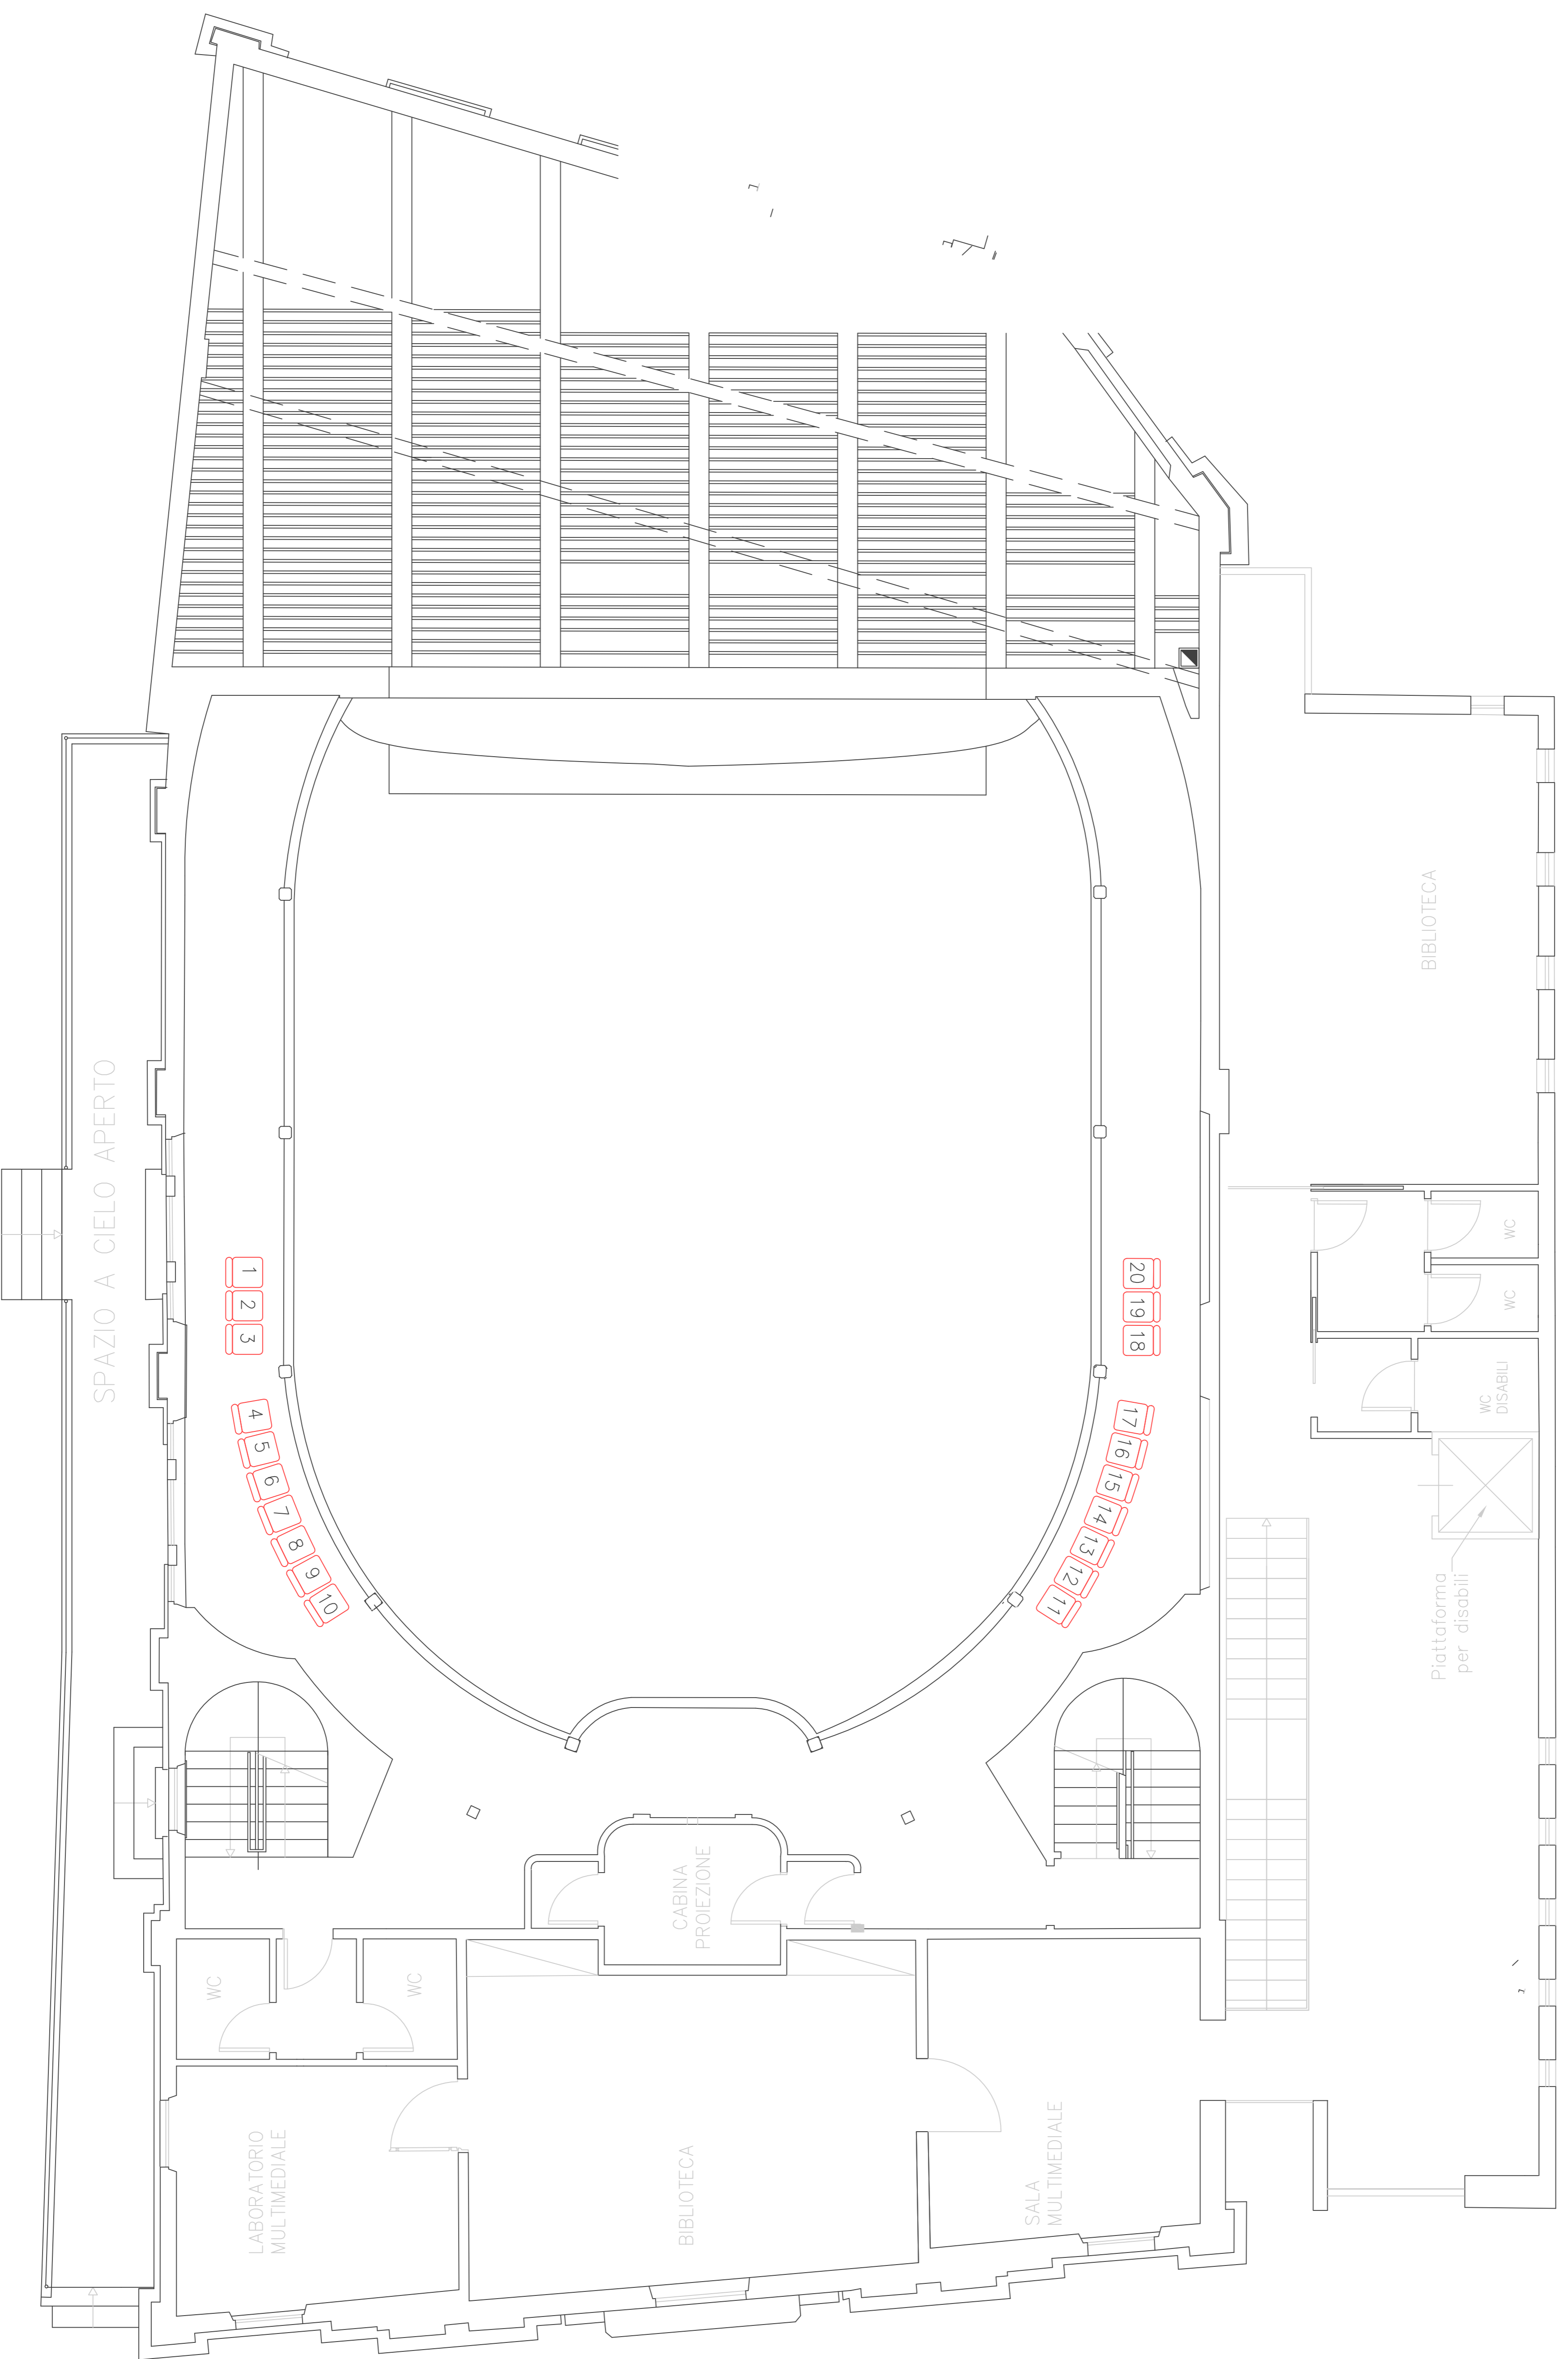 BIBLIOTECA
SPAZIO A CIELO APERTO
WC
WC
WC
DISABILI
Piattaforma
per disabili
1
2
3
4
5
6
7
8
9
10
20
19
18
17
16
15
14
13
12
11
CABINA
PROIEZIONE
WC
WC
LABORATORIO
MULTIMEDIALE
BIBLIOTECA
SALA
MULTIMEDIALE